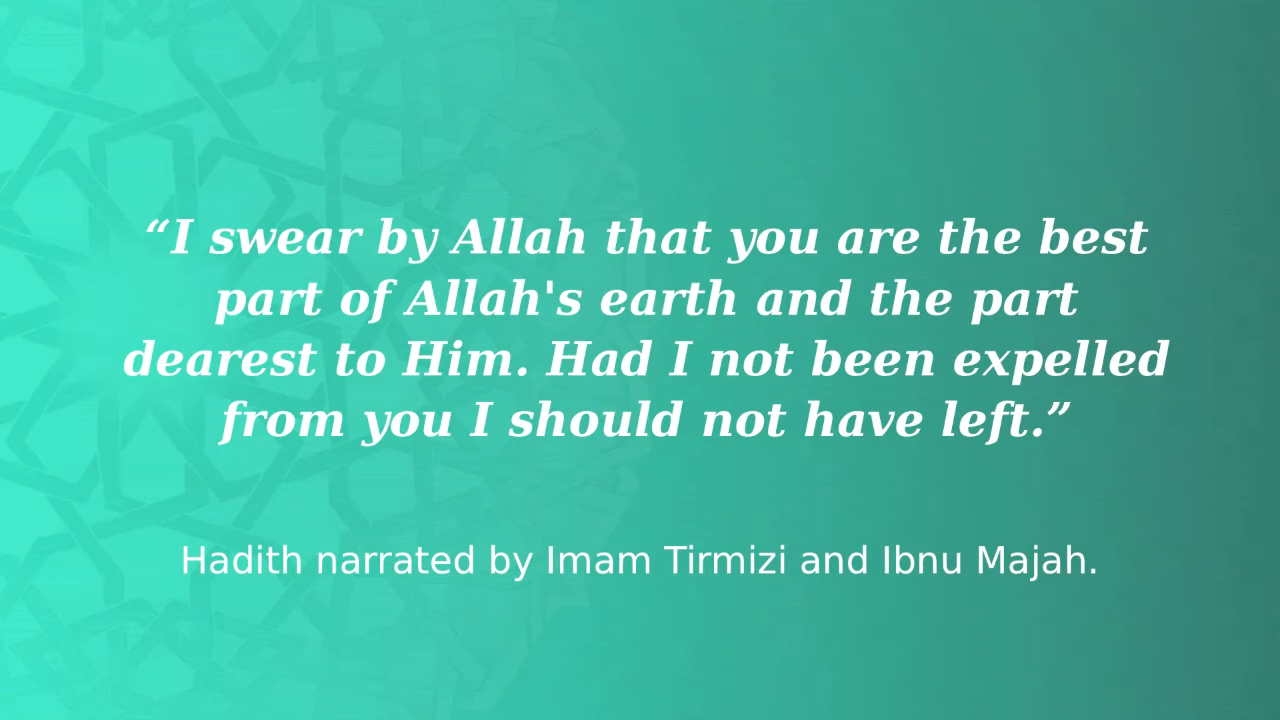 “I swear by Allah that you are the best
part of Allah's earth and the part
dearest to Him. Had I not been expelled
from you I should not have left.”
Hadith narrated by Imam Tirmizi and Ibnu Majah.